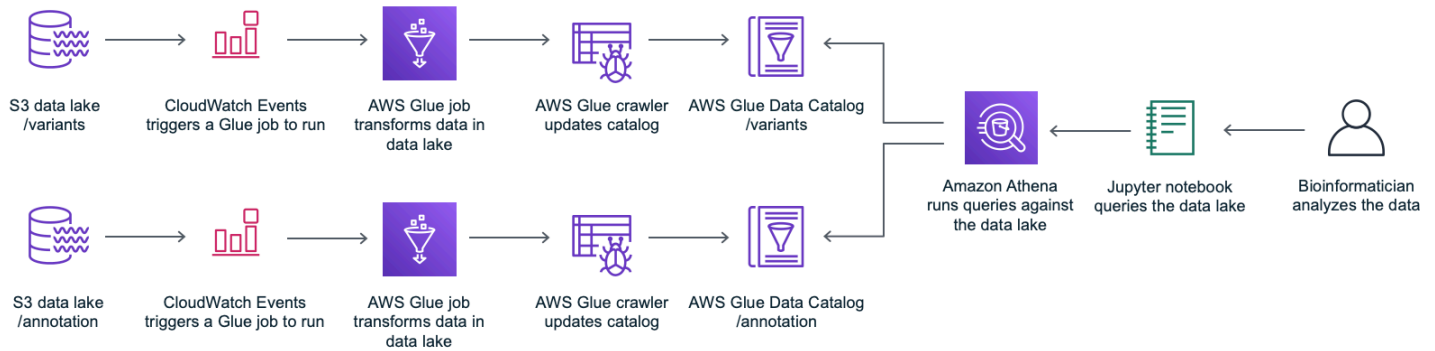 S3 data lake
/variants
CloudWatch Events
triggers a Glue job to run
AWS Glue job
transforms data in
data lake
AWS Glue crawler
updates catalog
AWS Glue Data Catalog
/variants
Amazon Athena
runs queries against
the data lake
Jupyter notebook
queries the data lake
Bioinformatician
analyzes the data
S3 data lake
/annotation
CloudWatch Events
triggers a Glue job to run
AWS Glue job
transforms data in
data lake
AWS Glue crawler
updates catalog
AWS Glue Data Catalog
/annotation